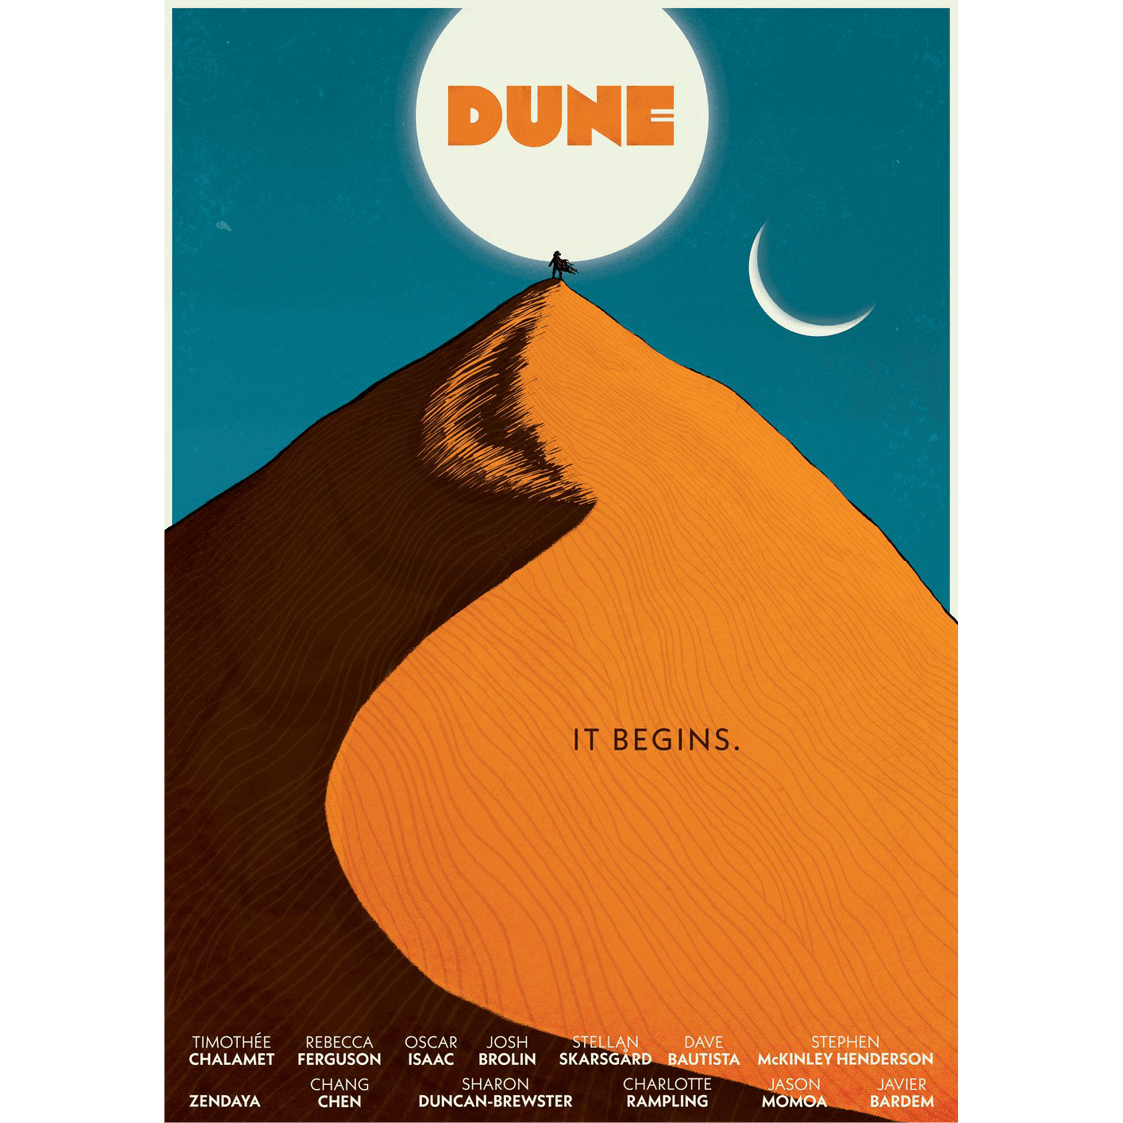 DUNE
IT BEGINS.
TIMOTHÉE REBECCA OSCAR JOSH STELLAN DAVE STEPHEN
CHALAMET FERGUSON ISAAC BROLIN SKARSGÅRD BAUTISTA McKINLEY HENDERSON
CHANG SHARON CHARLOTTE JASON JAVIER
ZENDAYA CHEN DUNCAN-BREWSTER RAMPLING MOMOA BARDEM